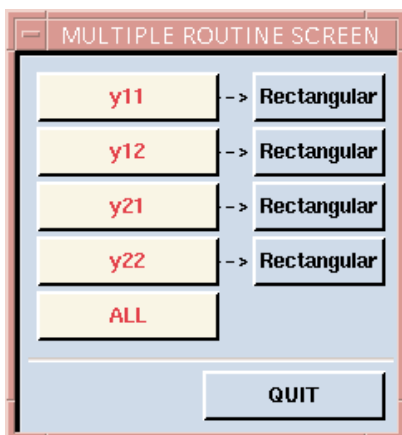 MULTIPLE ROUTINE SCREEN
y11 --> Rectangular
y12 --> Rectangular
y21 --> Rectangular
y22 --> Rectangular
ALL
QUIT